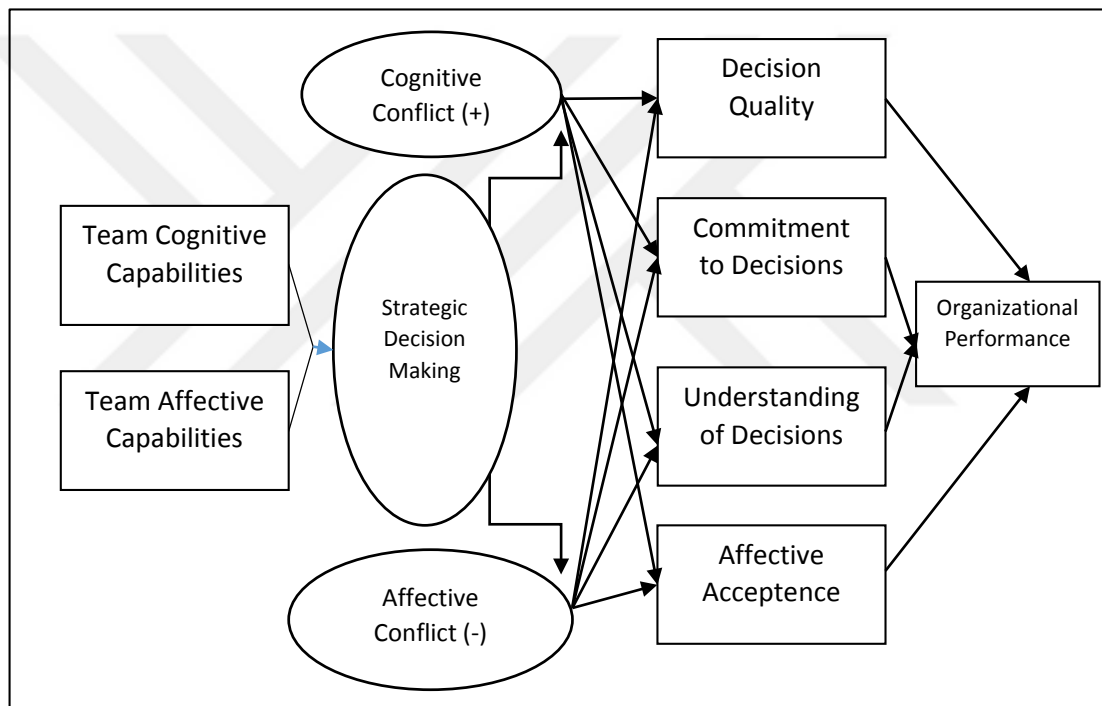 Cognitive
Conflict (+)
Decision
Quality
Team Cognitive
Capabilities
Commitment
to Decisions
Strategic
Decision
Making
Organizational
Performance
Team Affective
Capabilities
Understanding
of Decisions
Affective
Conflict (-)
Affective
Acceptence